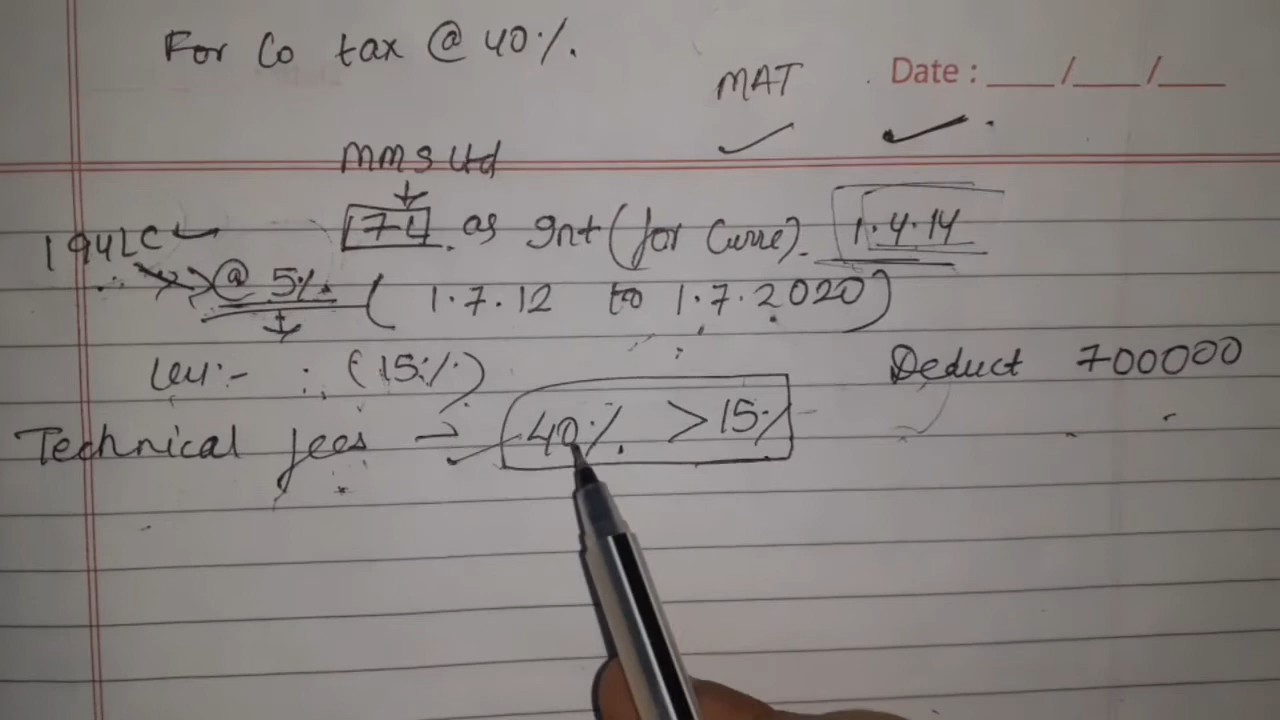 For Co tax @ 40%.
MAT
Date : ___/___/___
MMS Ltd
174 as Int (for Curre). 1.4.14
194LC
@ 5% ( 1.7.12 to 1.7.2020)
: (15%)
Deduct 700000
Technical fees → 40%. > 15%